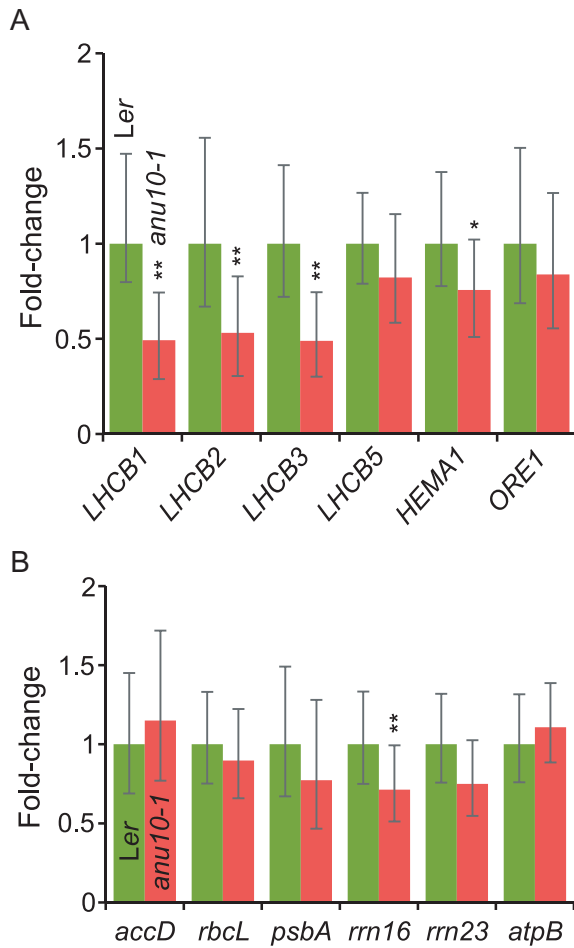 A
Fold-change
2
1.5
1
0.5
0
Ler
anu10-1
**
**
**
*
LHCB1
LHCB2
LHCB3
LHCB5
HEMA1
ORE1
B
Fold-change
2
1.5
1
0.5
0
Ler
anu10-1
**
accD rbcL psbA rrn16 rrn23 atpB